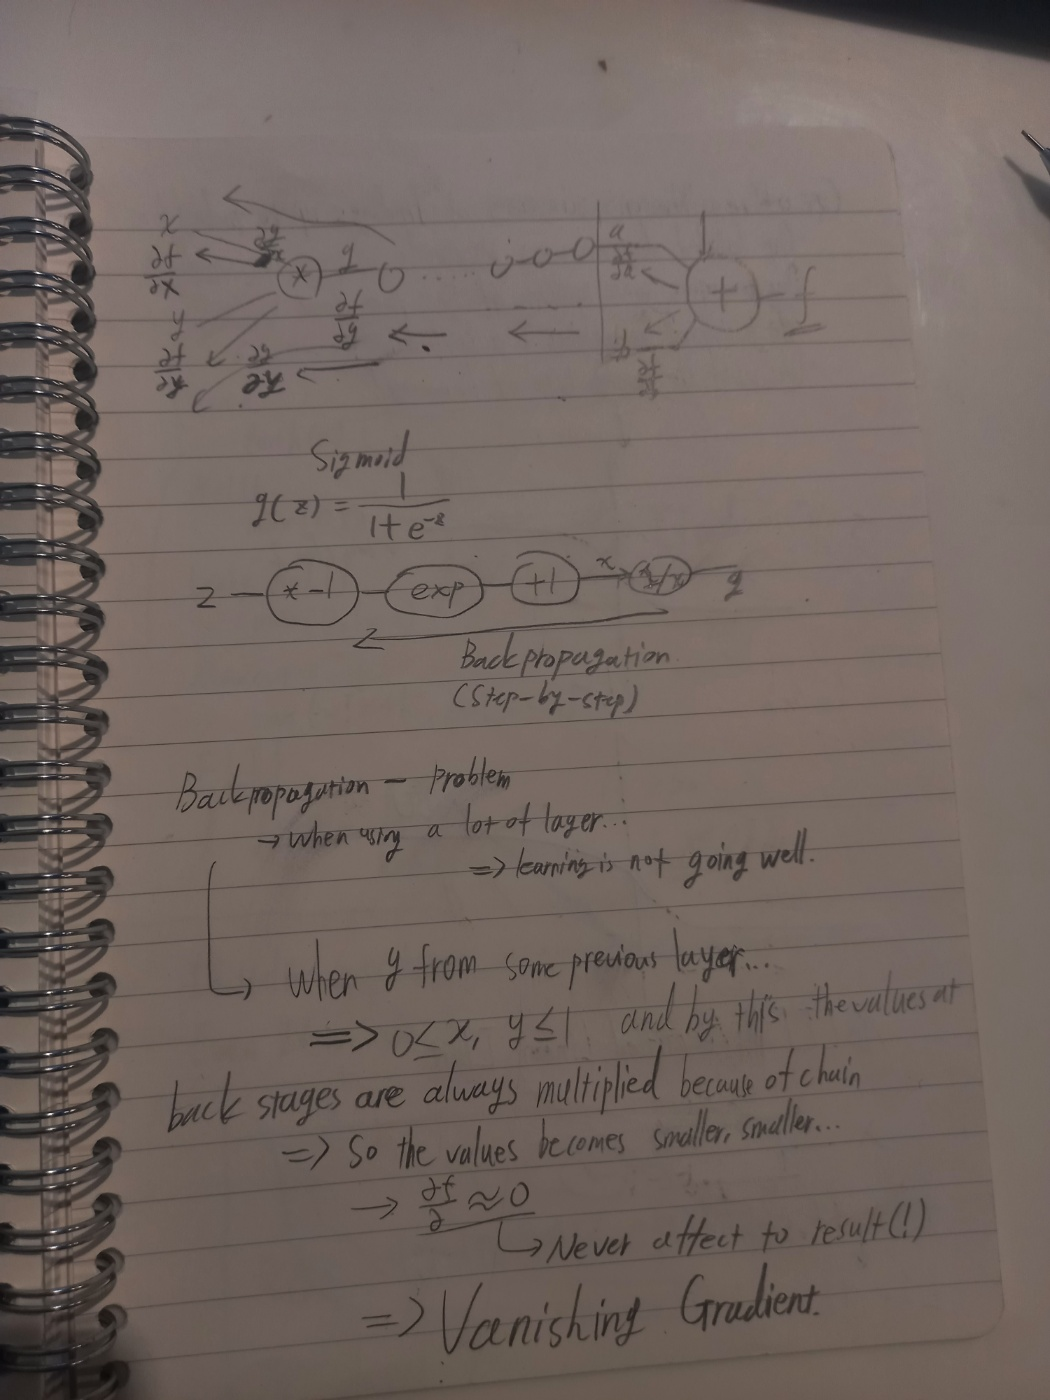 x
∂g
∂f
∂x
x
g
a
+
f
y
∂f
∂g
∂f
∂y
∂g
∂y
Sigmoid
g(z) = 1/(1+e^-z)
z — * -1 — exp — +1 — x → 1/x — g
Backpropagation
(step-by-step)
Backpropagation – Problem
→ when using a lot of layer...
=> learning is not going well.
↳ When y from some previous layer...
=> 0≤x, y≤1 and by this the values at
back stages are always multiplied because of chain
=> So the values becomes smaller, smaller...
→ ∂f/∂ ≈ 0
↳ Never affect to result(!)
=> Vanishing Gradient.